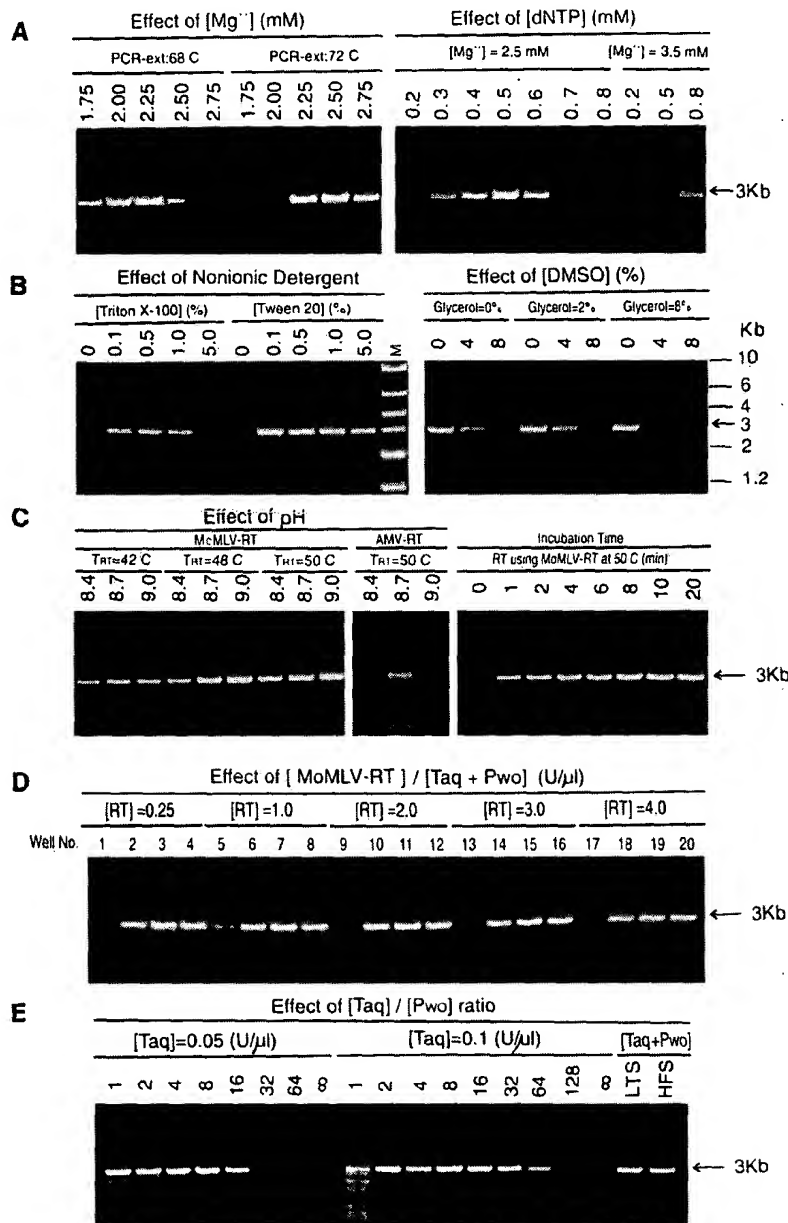 A
Effect of [Mg¨] (mM)
Effect of [dNTP] (mM)
PCR-ext:68 C
PCR-ext:72 C
[Mg¨] = 2.5 mM
[Mg¨] = 3.5 mM
1.75 2.00 2.25 2.50 2.75 1.75 2.00 2.25 2.50 2.75
0.2 0.3 0.4 0.5 0.6 0.7 0.8 0.2 0.5 0.8
←3Kb
B
Effect of Nonionic Detergent
Effect of [DMSO] (%)
[Triton X-100] (%)
[Tween 20] (%)
Glycerol=0%
Glycerol=2%
Glycerol=8%
0 0.1 0.5 1.0 5.0 0 0.1 0.5 1.0 5.0 M
0 4 8 0 4 8 0 4 8
Kb
10
6
4
← 3
2
1.2
C
Effect of pH
MoMLV-RT
AMV-RT
Incubation Time
TRT=42 C
TRT=48 C
TRT=50 C
TRT=50 C
RT using MoMLV-RT at 50 C (min)
8.4 8.7 9.0 8.4 8.7 9.0 8.4 8.7 9.0
8.4 8.7 9.0
0 1 2 4 6 8 10 20
← 3Kb
D
Effect of [ MoMLV-RT ] / [Taq + Pwo] (U/µl)
[RT] =0.25
[RT] =1.0
[RT] =2.0
[RT] =3.0
[RT] =4.0
Well No. 1 2 3 4 5 6 7 8 9 10 11 12 13 14 15 16 17 18 19 20
→ 3Kb
E
Effect of [Taq] / [Pwo] ratio
[Taq]=0.05 (U/µl)
[Taq]=0.1 (U/µl)
[Taq+Pwo]
1 2 4 8 16 32 64 ∞ 1 2 4 8 16 32 64 128 ∞ LTS HFS
←3Kb